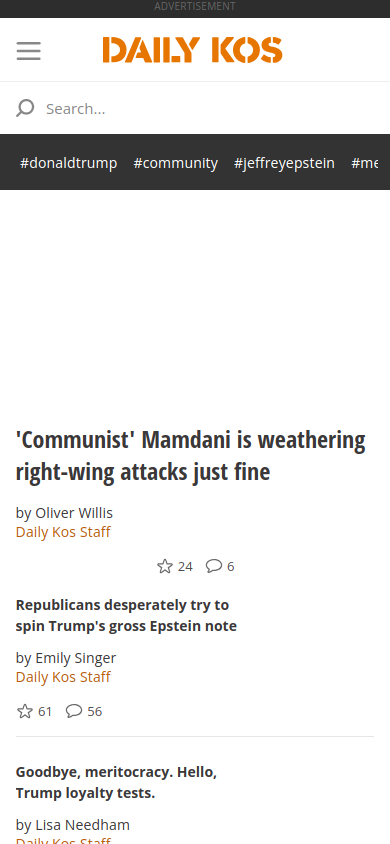 ADVERTISEMENT
DAILY KOS
Search...
#donaldtrump #community #jeffreyepstein #me
'Communist' Mamdani is weathering
right-wing attacks just fine
by Oliver Willis
Daily Kos Staff
24 6
Republicans desperately try to
spin Trump's gross Epstein note
by Emily Singer
Daily Kos Staff
61 56
Goodbye, meritocracy. Hello,
Trump loyalty tests.
by Lisa Needham
Daily Kos Staff